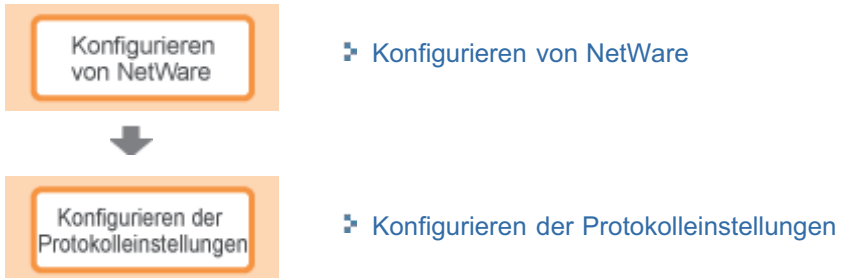 Konfigurieren
von NetWare
Konfigurieren von NetWare
Konfigurieren der
Protokolleinstellungen
Konfigurieren der Protokolleinstellungen